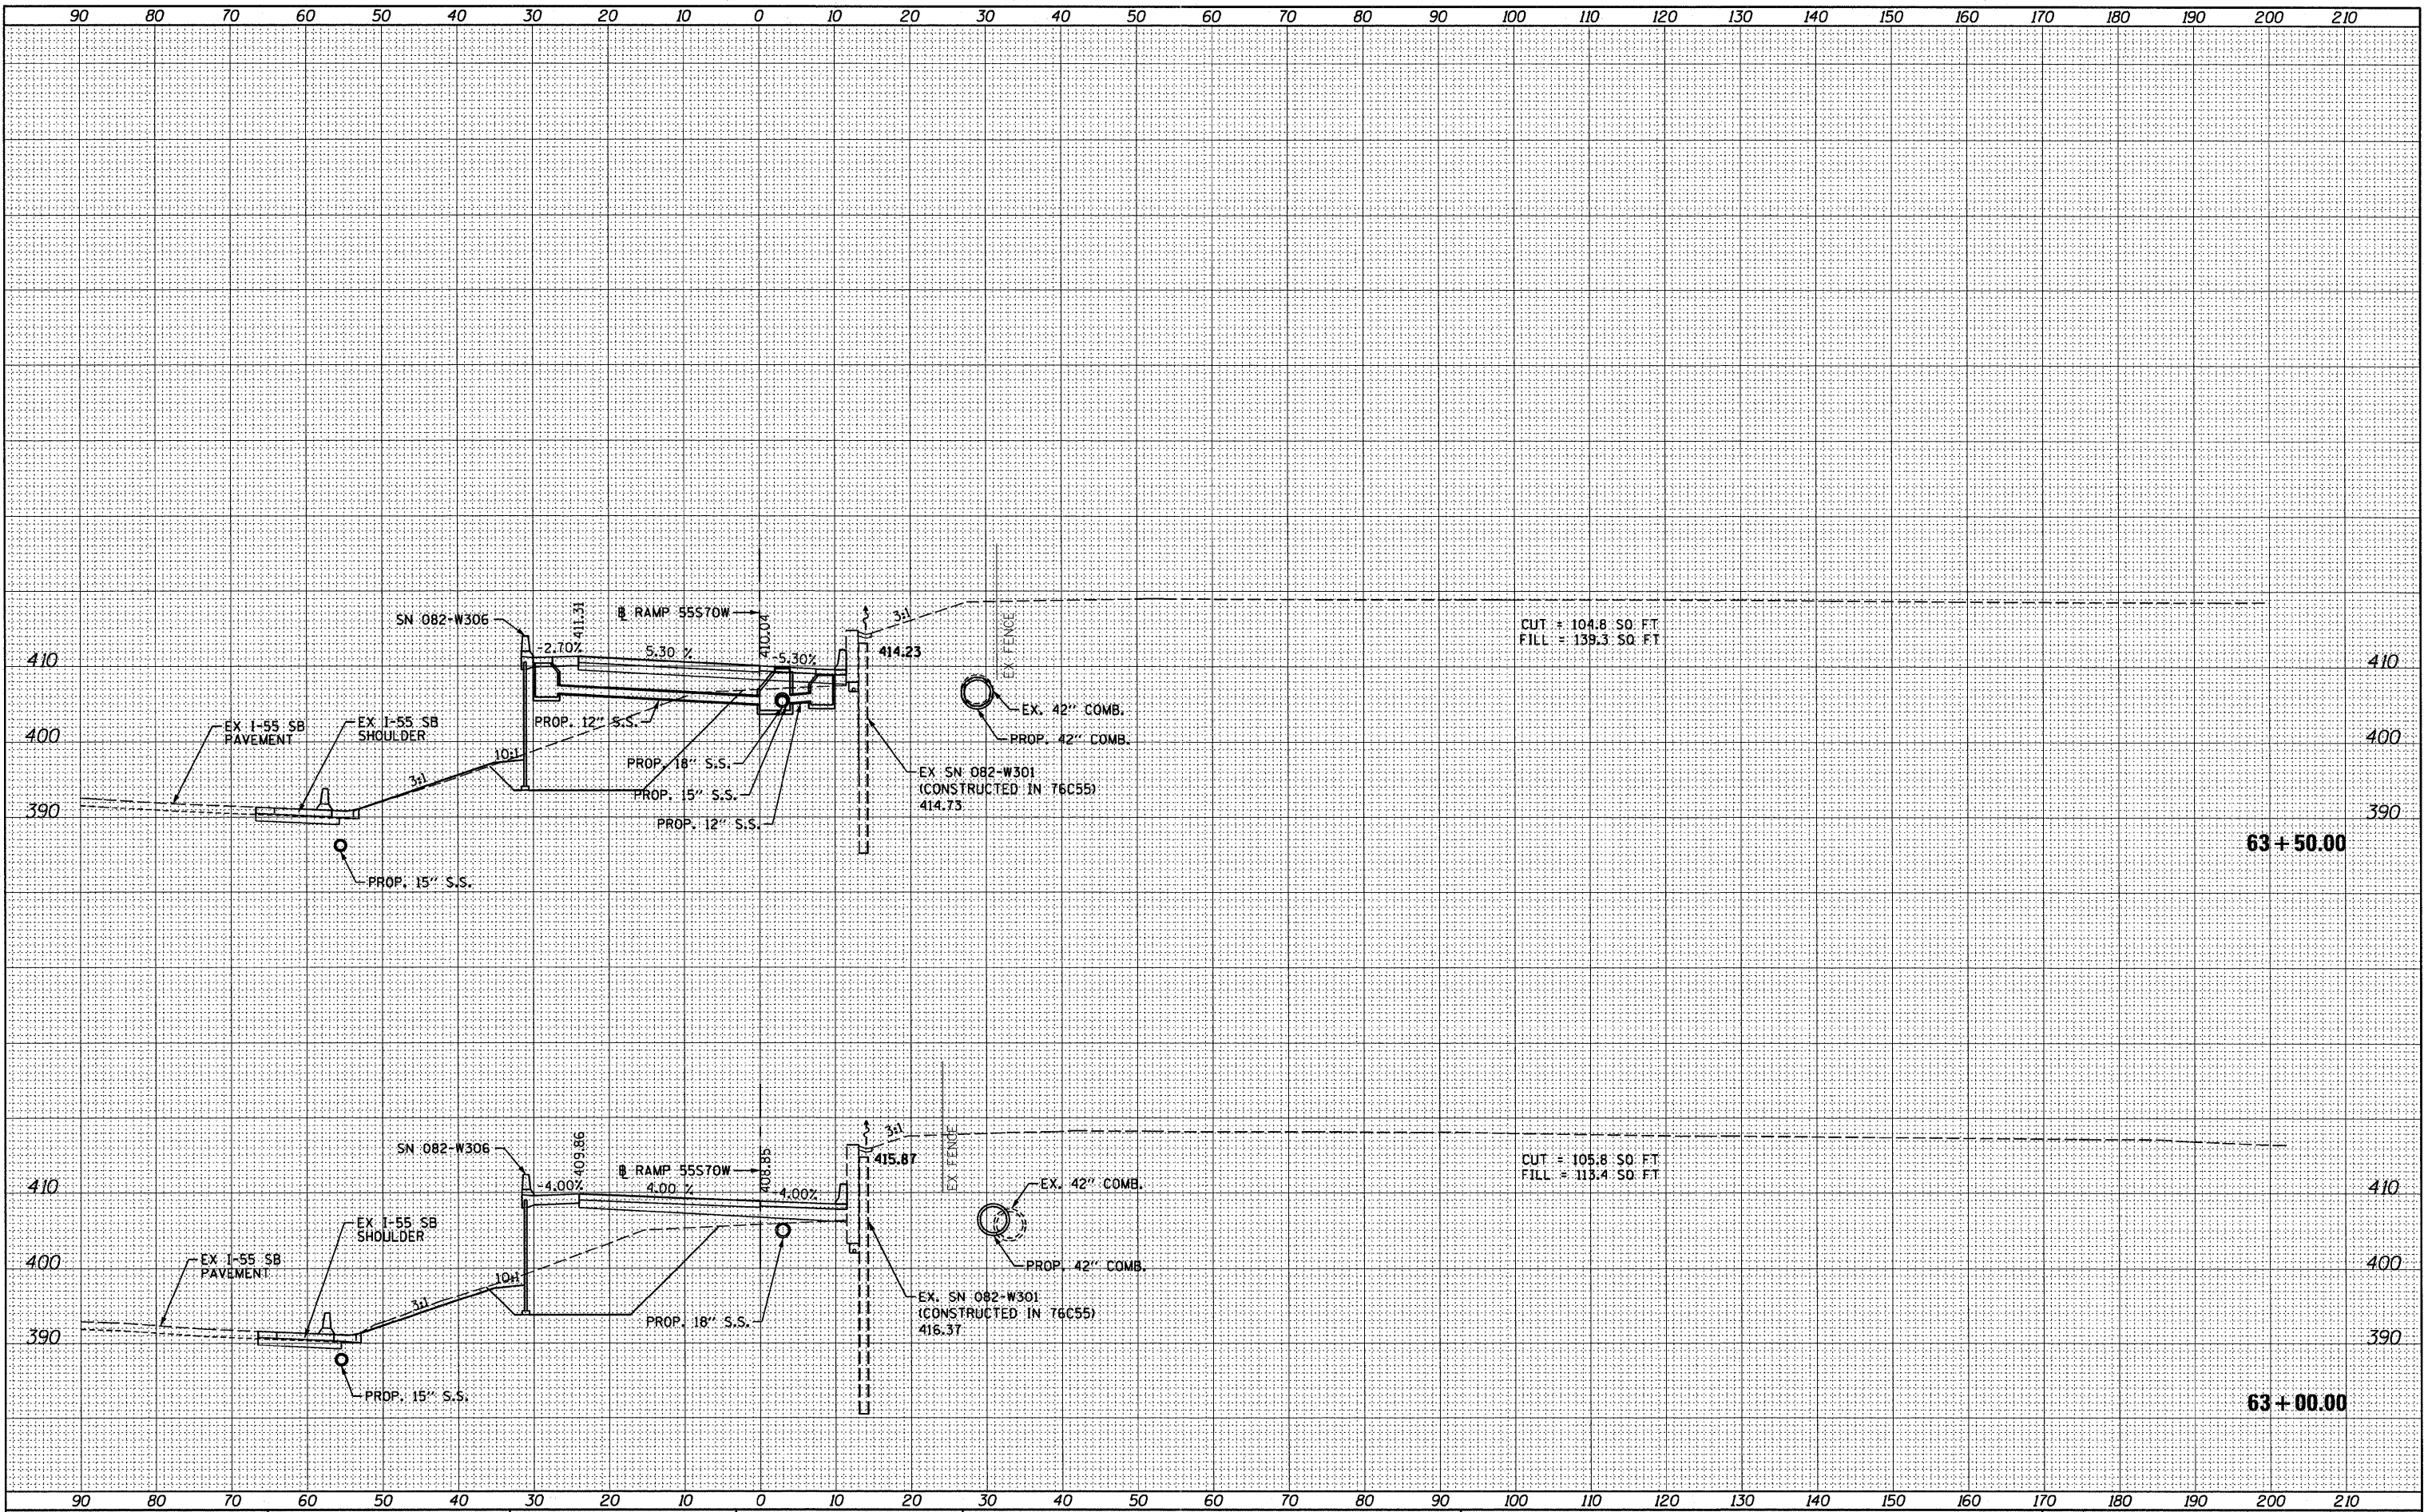 90 80 70 60 50 40 30 20 10 0 10 20 30 40 50 60 70 80 90 100 110 120 130 140 150 160 170 180 190 200 210
SN 082-W306
411.31
℄ RAMP 55S70W
410.04
3:1
EX FENCE
CUT = 104.8 SQ FT
FILL = 139.3 SQ FT
-2.70%
5.30 %
-5.30%
414.23
410
410
EX. 42" COMB.
PROP. 42" COMB.
EX I-55 SB
PAVEMENT
EX I-55 SB
SHOULDER
PROP. 12" S.S.
400
400
10:1
3:1
PROP. 18" S.S.
PROP. 15" S.S.
PROP. 12" S.S.
EX SN 082-W301
(CONSTRUCTED IN 76C55)
414.73
390
390
63+50.00
PROP. 15" S.S.
SN 082-W306
409.86
℄ RAMP 55S70W
408.85
3:1
EX FENCE
CUT = 105.8 SQ FT
FILL = 113.4 SQ FT
-4.00%
4.00 %
-4.00%
415.87
410
410
EX. 42" COMB.
PROP. 42" COMB.
EX I-55 SB
SHOULDER
EX I-55 SB
PAVEMENT
400
400
10:1
3:1
PROP. 18" S.S.
EX. SN 082-W301
(CONSTRUCTED IN 76C55)
416.37
390
390
PROP. 15" S.S.
63+00.00
90 80 70 60 50 40 30 20 10 0 10 20 30 40 50 60 70 80 90 100 110 120 130 140 150 160 170 180 190 200 210